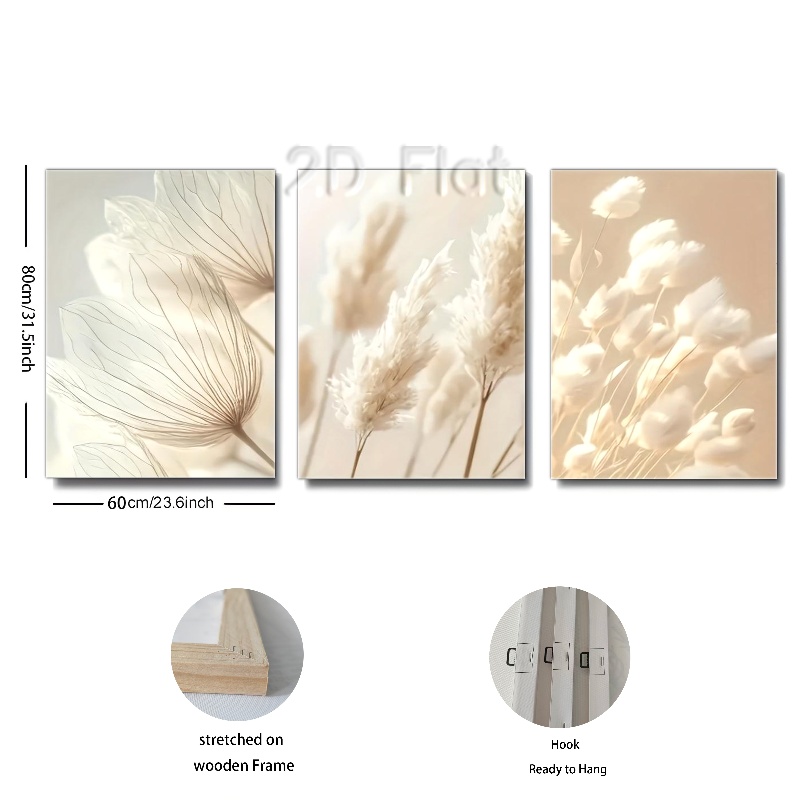 2D Flat
80cm/31.5inch
60cm/23.6inch
stretched on
wooden Frame
Hook
Ready to Hang